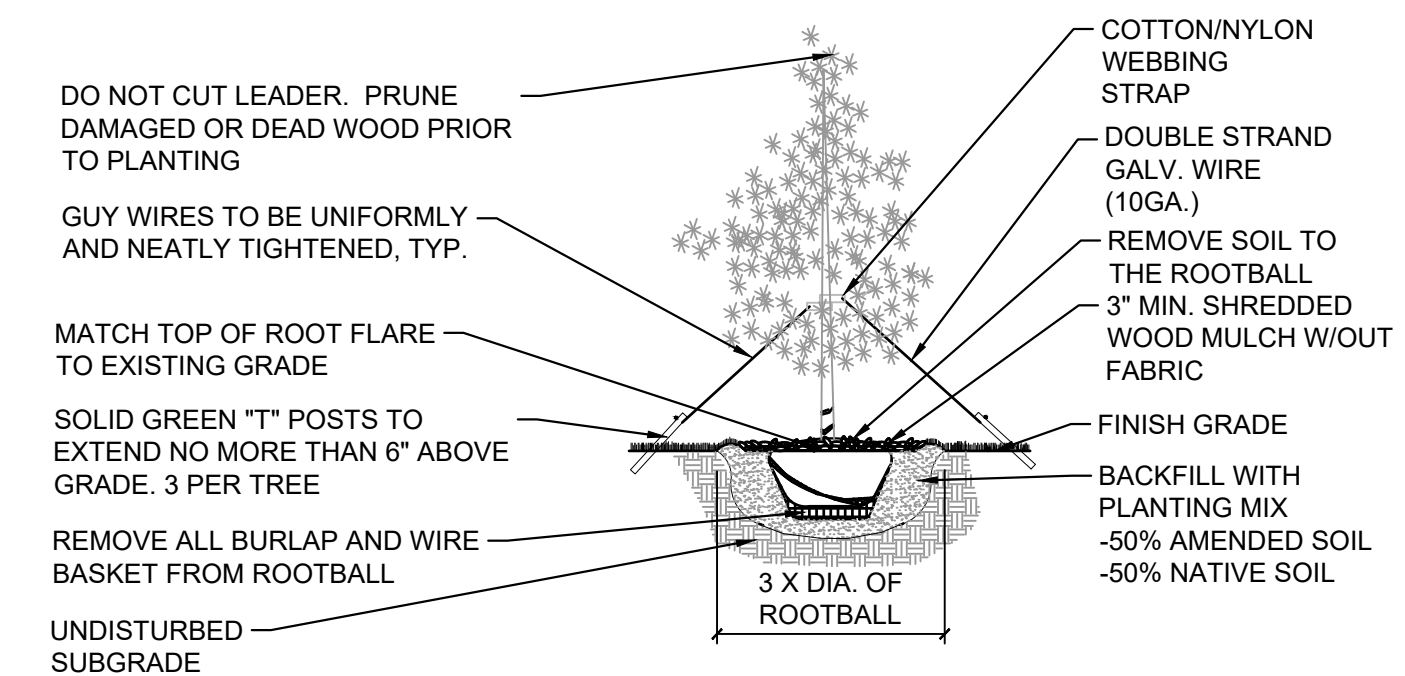 DO NOT CUT LEADER.  PRUNE
DAMAGED OR DEAD WOOD PRIOR
TO PLANTING
GUY WIRES TO BE UNIFORMLY
AND NEATLY TIGHTENED, TYP.
MATCH TOP OF ROOT FLARE
TO EXISTING GRADE
SOLID GREEN "T" POSTS TO
EXTEND NO MORE THAN 6" ABOVE
GRADE. 3 PER TREE
REMOVE ALL BURLAP AND WIRE
BASKET FROM ROOTBALL
UNDISTURBED
SUBGRADE
3 X DIA. OF
ROOTBALL
COTTON/NYLON
WEBBING
STRAP
DOUBLE STRAND
GALV. WIRE
(10GA.)
REMOVE SOIL TO
THE ROOTBALL
3" MIN. SHREDDED
WOOD MULCH W/OUT
FABRIC
FINISH GRADE
BACKFILL WITH
PLANTING MIX
-50% AMENDED SOIL
-50% NATIVE SOIL